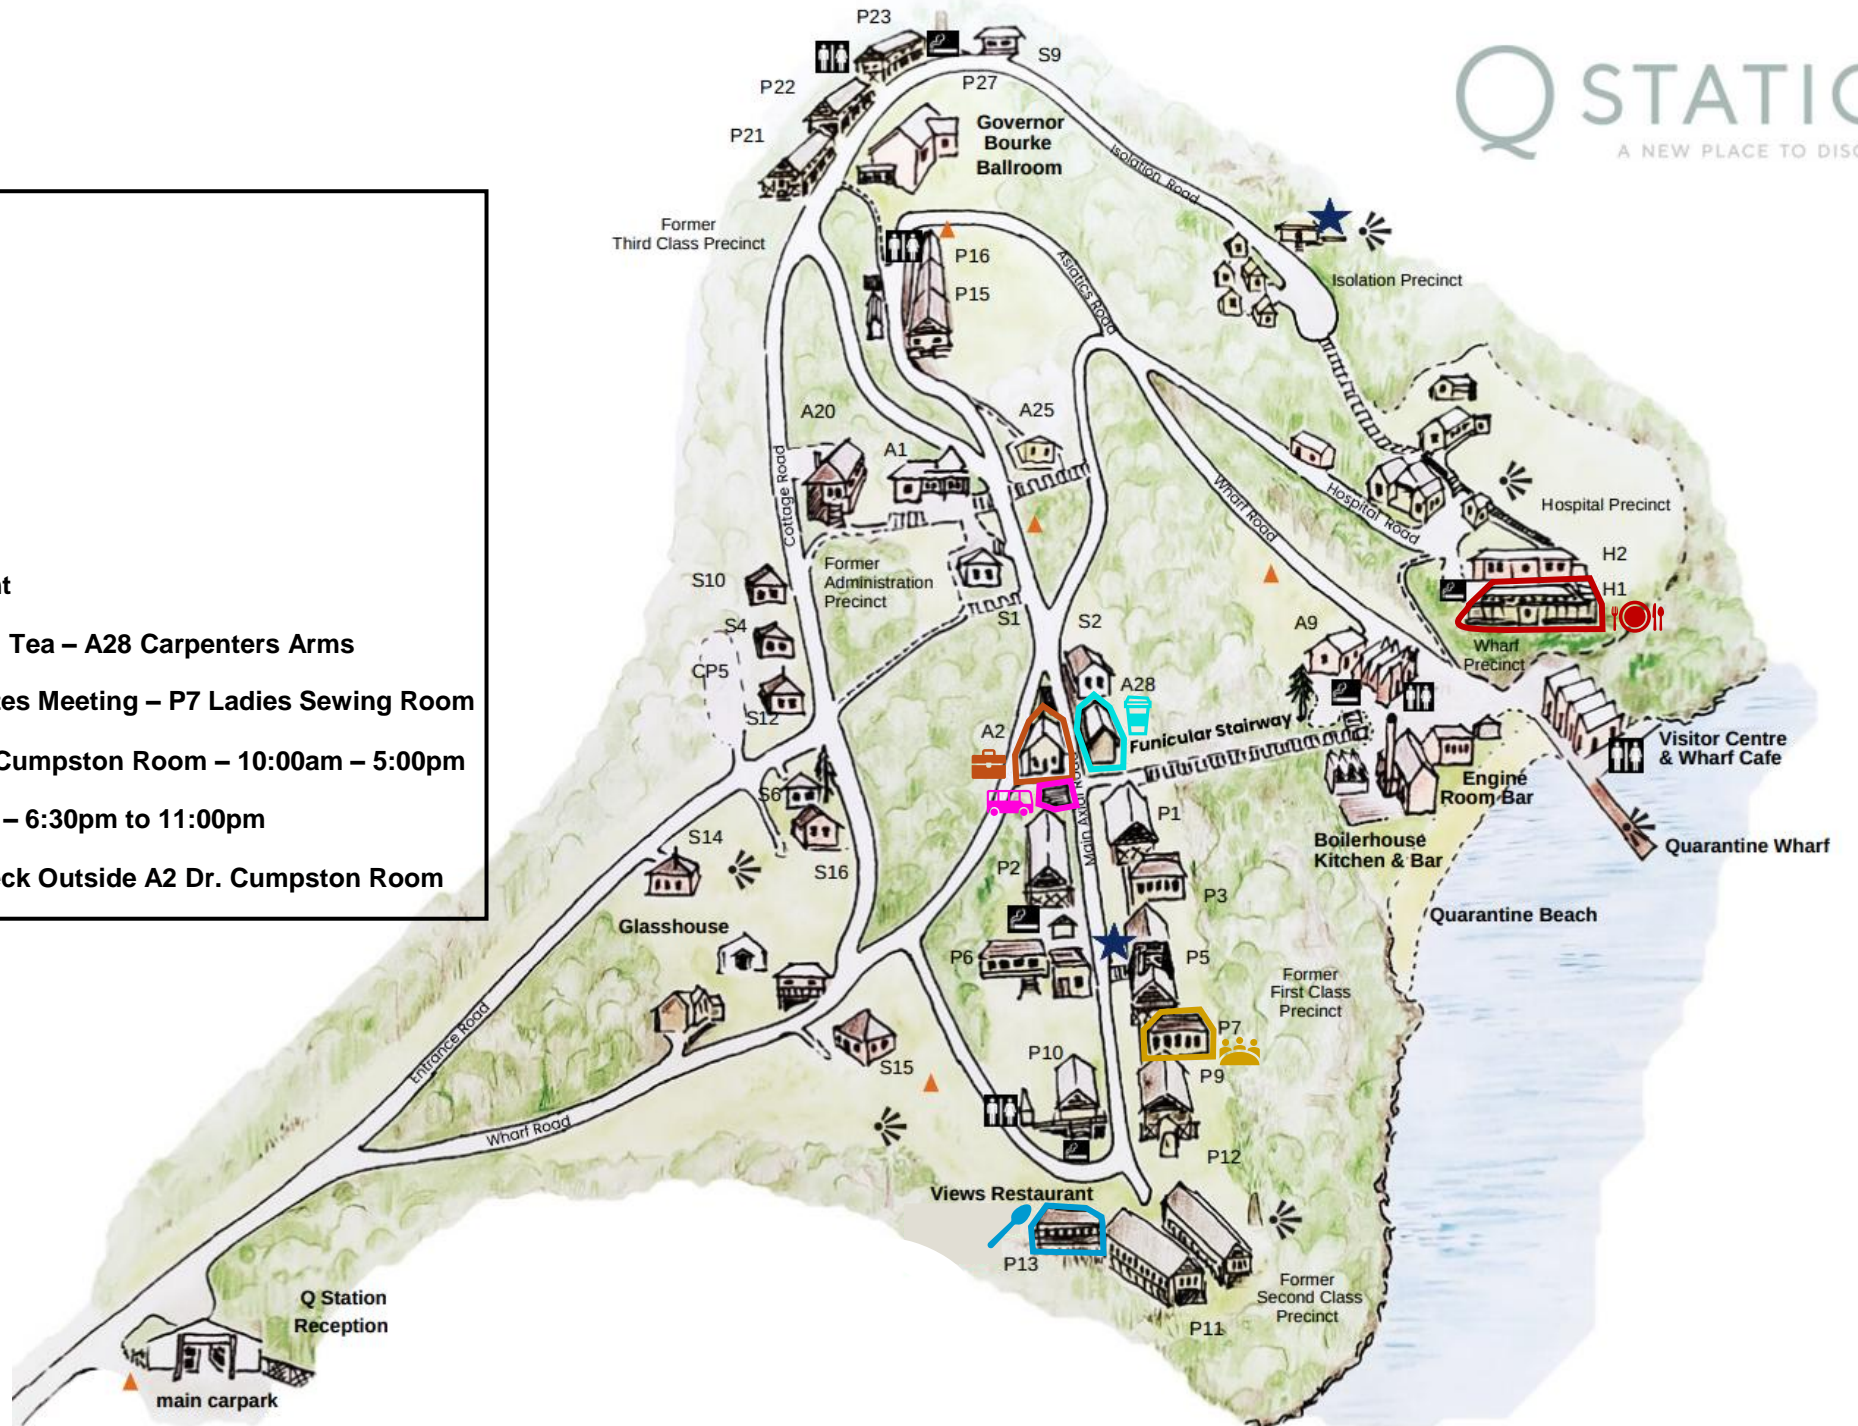 P23
S9
P22
P27
P21
Governor
Bourke
Ballroom
Isolation Road
Q STATIO
A NEW PLACE TO DISC
Former
Third Class Precinct
P16
P15
Asiatics Road
Isolation Precinct
A20
A1
A25
Cottage Road
Wharf Road
Hospital Road
Hospital Precinct
Former
Administration
Precinct
S10
S4
CP5
S12
S1
S2
A9
H2
H1
Wharf
Precinct
t
Tea – A28 Carpenters Arms
es Meeting – P7 Ladies Sewing Room
Cumpston Room – 10:00am – 5:00pm
– 6:30pm to 11:00pm
ck Outside A2 Dr. Cumpston Room
A28
A2
Funicular Stairway
Main Axial Road
Visitor Centre
& Wharf Cafe
Engine
Room Bar
Boilerhouse
Kitchen & Bar
Quarantine Wharf
Quarantine Beach
S6
S14
S16
P1
P2
P3
P5
P6
Glasshouse
Former
First Class
Precinct
P7
P9
P10
P12
S15
Entrance Road
Wharf Road
Views Restaurant
P13
P11
Former
Second Class
Precinct
Q Station
Reception
main carpark